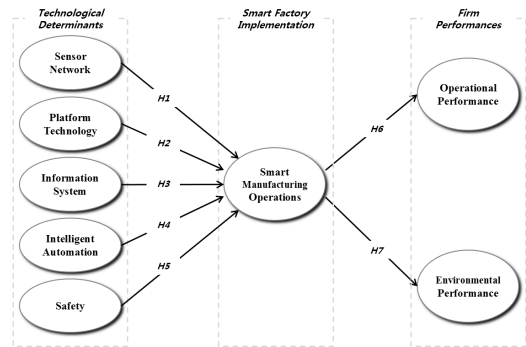 Technological
Determinants
Smart Factory
Implementation
Firm
Performances
Sensor
Network
Platform
Technology
Information
System
Intelligent
Automation
Safety
H1
H2
H3
H4
H5
Smart
Manufacturing
Operations
H6
H7
Operational
Performance
Environmental
Performance